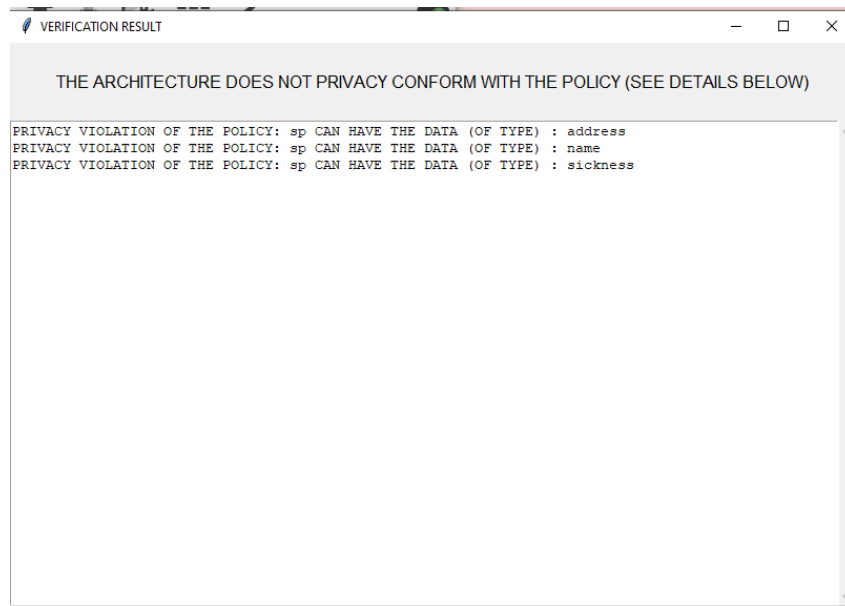 VERIFICATION RESULT
THE ARCHITECTURE DOES NOT PRIVACY CONFORM WITH THE POLICY (SEE DETAILS BELOW)
PRIVACY VIOLATION OF THE POLICY: sp CAN HAVE THE DATA (OF TYPE) : address
PRIVACY VIOLATION OF THE POLICY: sp CAN HAVE THE DATA (OF TYPE) : name
PRIVACY VIOLATION OF THE POLICY: sp CAN HAVE THE DATA (OF TYPE) : sickness